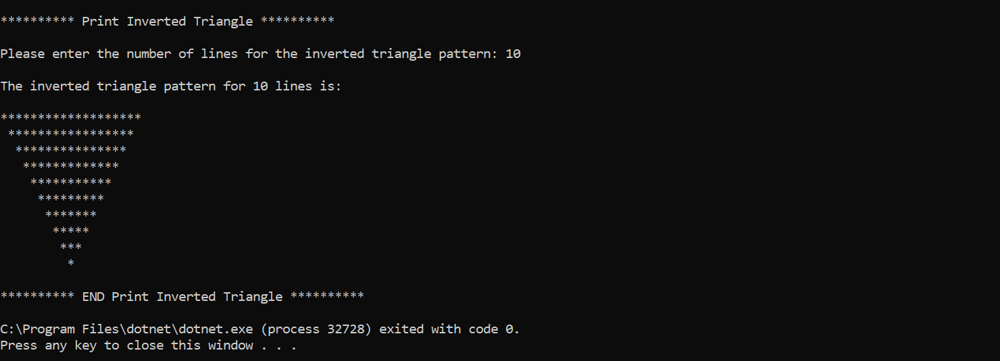 ********** Print Inverted Triangle **********
Please enter the number of lines for the inverted triangle pattern: 10
The inverted triangle pattern for 10 lines is:
*******************
 *****************
  ***************
   *************
    ***********
     *********
      *******
       *****
        ***
         *
********** END Print Inverted Triangle **********
C:\Program Files\dotnet\dotnet.exe (process 32728) exited with code 0.
Press any key to close this window . . .